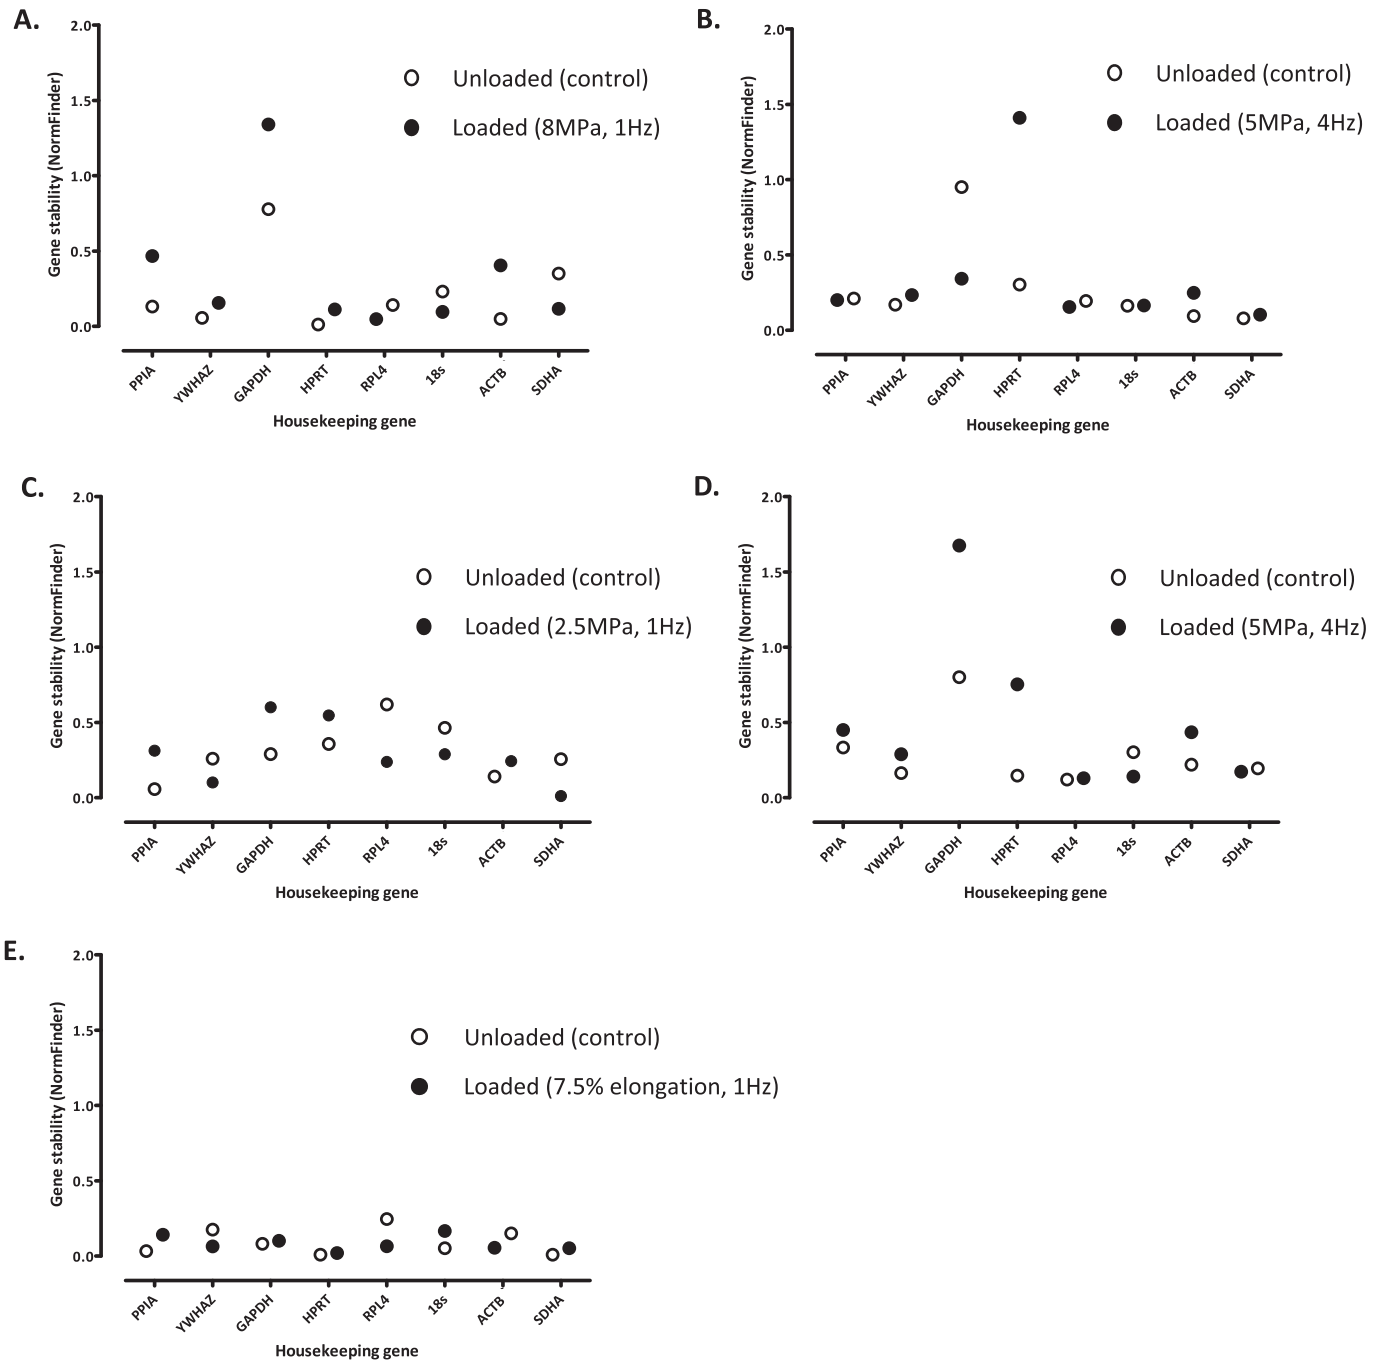 A.
2.0
1.5
1.0
0.5
0.0
Gene stability (NormFinder)
Unloaded (control)
Loaded (8MPa, 1Hz)
PPIA
YWHAZ
GAPDH
HPRT
RPL4
18s
ACTB
SDHA
Housekeeping gene
B.
2.0
1.5
1.0
0.5
0.0
Gene stability (NormFinder)
Unloaded (control)
Loaded (5MPa, 4Hz)
PPIA
YWHAZ
GAPDH
HPRT
RPL4
18s
ACTB
SDHA
Housekeeping gene
C.
2.0
1.5
1.0
0.5
0.0
Gene stability (NormFinder)
Unloaded (control)
Loaded (2.5MPa, 1Hz)
PPIA
YWHAZ
GAPDH
HPRT
RPL4
18s
ACTB
SDHA
Housekeeping gene
D.
2.0
1.5
1.0
0.5
0.0
Gene stability (NormFinder)
Unloaded (control)
Loaded (5MPa, 4Hz)
PPIA
YWHAZ
GAPDH
HPRT
RPL4
18s
ACTB
SDHA
Housekeeping gene
E.
2.0
1.5
1.0
0.5
0.0
Gene stability (NormFinder)
Unloaded (control)
Loaded (7.5% elongation, 1Hz)
PPIA
YWHAZ
GAPDH
HPRT
RPL4
18s
ACTB
SDHA
Housekeeping gene